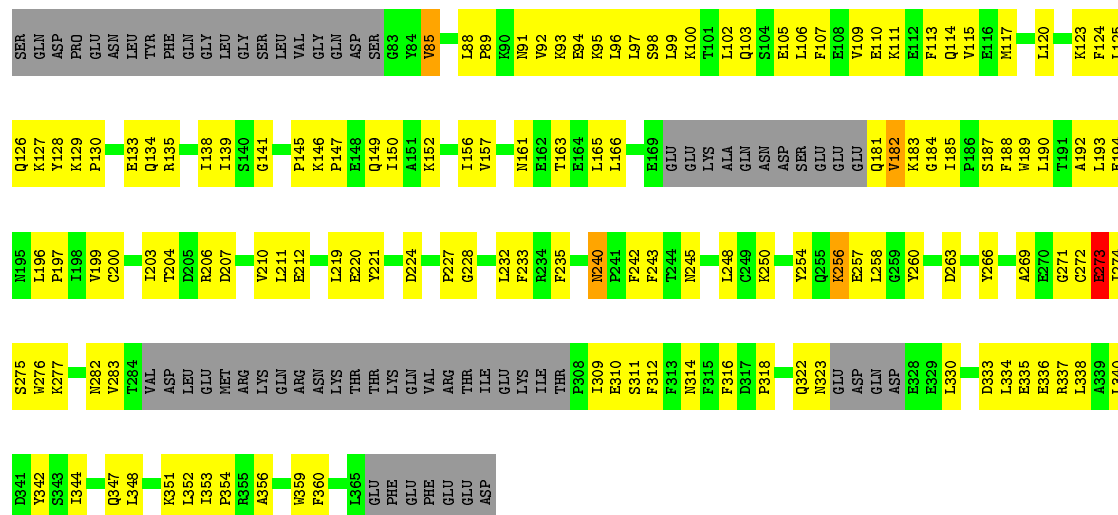 SER GLN ASP PRO GLU ASN LEU TYR PHE GLN GLY LEU GLY SER LEU VAL GLY GLN ASP SER G83 Y84 V85 L88 P89 K90 N91 V92 K93 E94 K95 L96 L97 S98 L99 K100 T101 L102 Q103 S104 E105 L106 F107 E108 V109 E110 K111 E112 F113 Q114 V115 E116 M117 L120 K123 F124
Q126 K127 Y128 K129 P130 E133 Q134 R135 I138 I139 S140 G141 P145 K146 P147 E148 Q149 I150 A151 K152 I156 V157 N161 E162 T163 E164 L165 L166 E169 GLU GLU LYS ALA GLN ASN ASP SER GLU GLU GLU Q181 V182 K183 G184 I185 P186 S187 F188 W189 L190 T191 A192 L193
N195 L196 P197 I198 V199 C200 I203 T204 D205 R206 D207 V210 L211 E212 L219 E220 Y221 D224 P227 G228 L232 F233 R234 F235 N240 P241 F242 F243 T244 N245 L248 C249 K250 Y254 Q255 K256 E257 L258 G259 Y260 D263 Y266 A269 E270 G271 C272 E273
S275 W276 K277 N282 V283 T284 VAL ASP LEU GLU MET ARG LYS GLN ARG ASN LYS THR THR LYS GLN VAL ARG THR ILE GLU LYS ILE THR P308 I309 E310 S311 F312 F313 N314 F315 F316 D317 P318 Q322 N323 GLU ASP GLN ASP E328 E329 L330 D333 L334 E335 E336 R337 L338 A339
D341 Y342 S343 I344 Q347 L348 K351 L352 I353 P354 R355 A356 W359 F360 L365 GLU PHE GLU PHE GLU GLU ASP